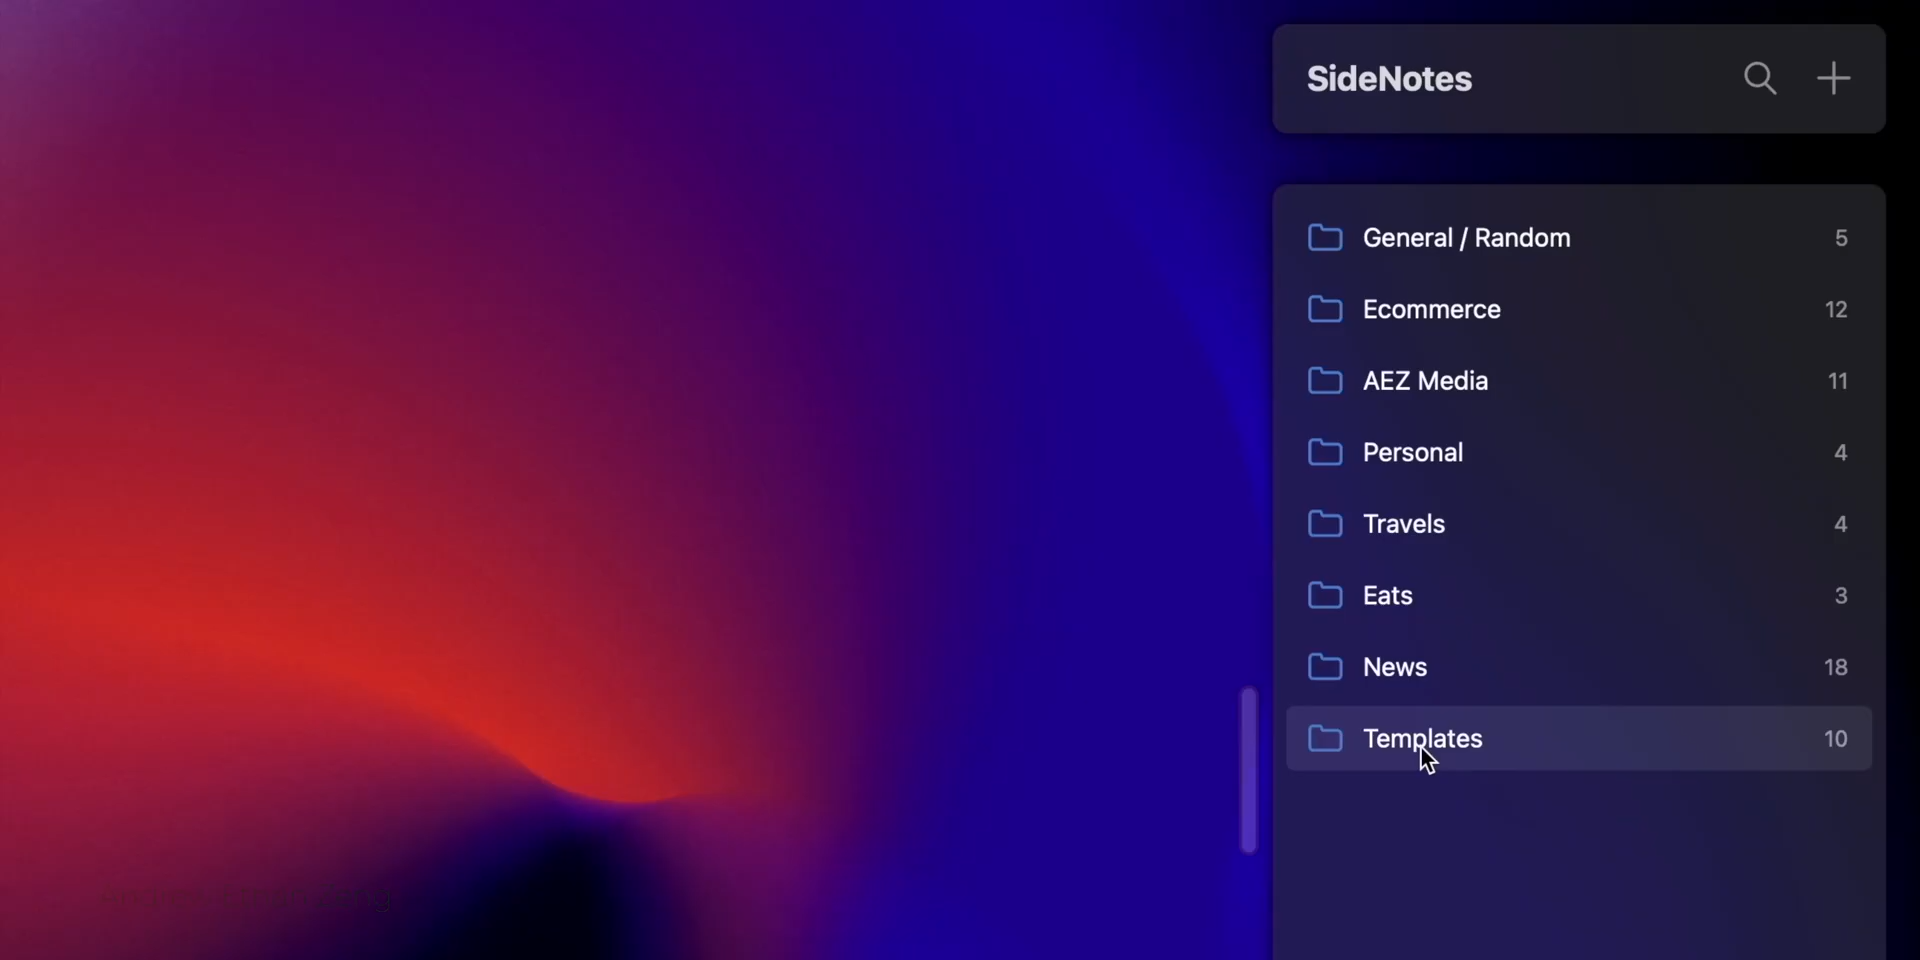 SideNotes
General / Random 5
Ecommerce 12
AEZ Media 11
Personal 4
Travels 4
Eats 3
News 18
Templates 10